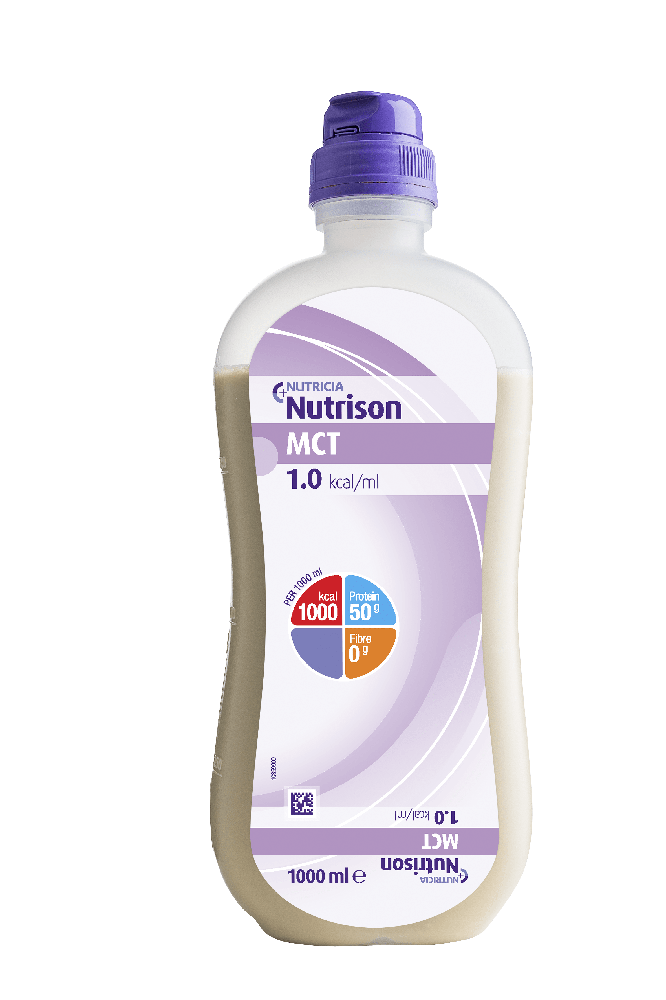 NUTRICIA
Nutrison
MCT
1.0 kcal/ml
PER 1000 ml
kcal
1000
Protein
50 g
Fibre
0 g
10359909
250
1.0 kcal/ml
MCT
Nutrison
NUTRICIA
1000 ml e